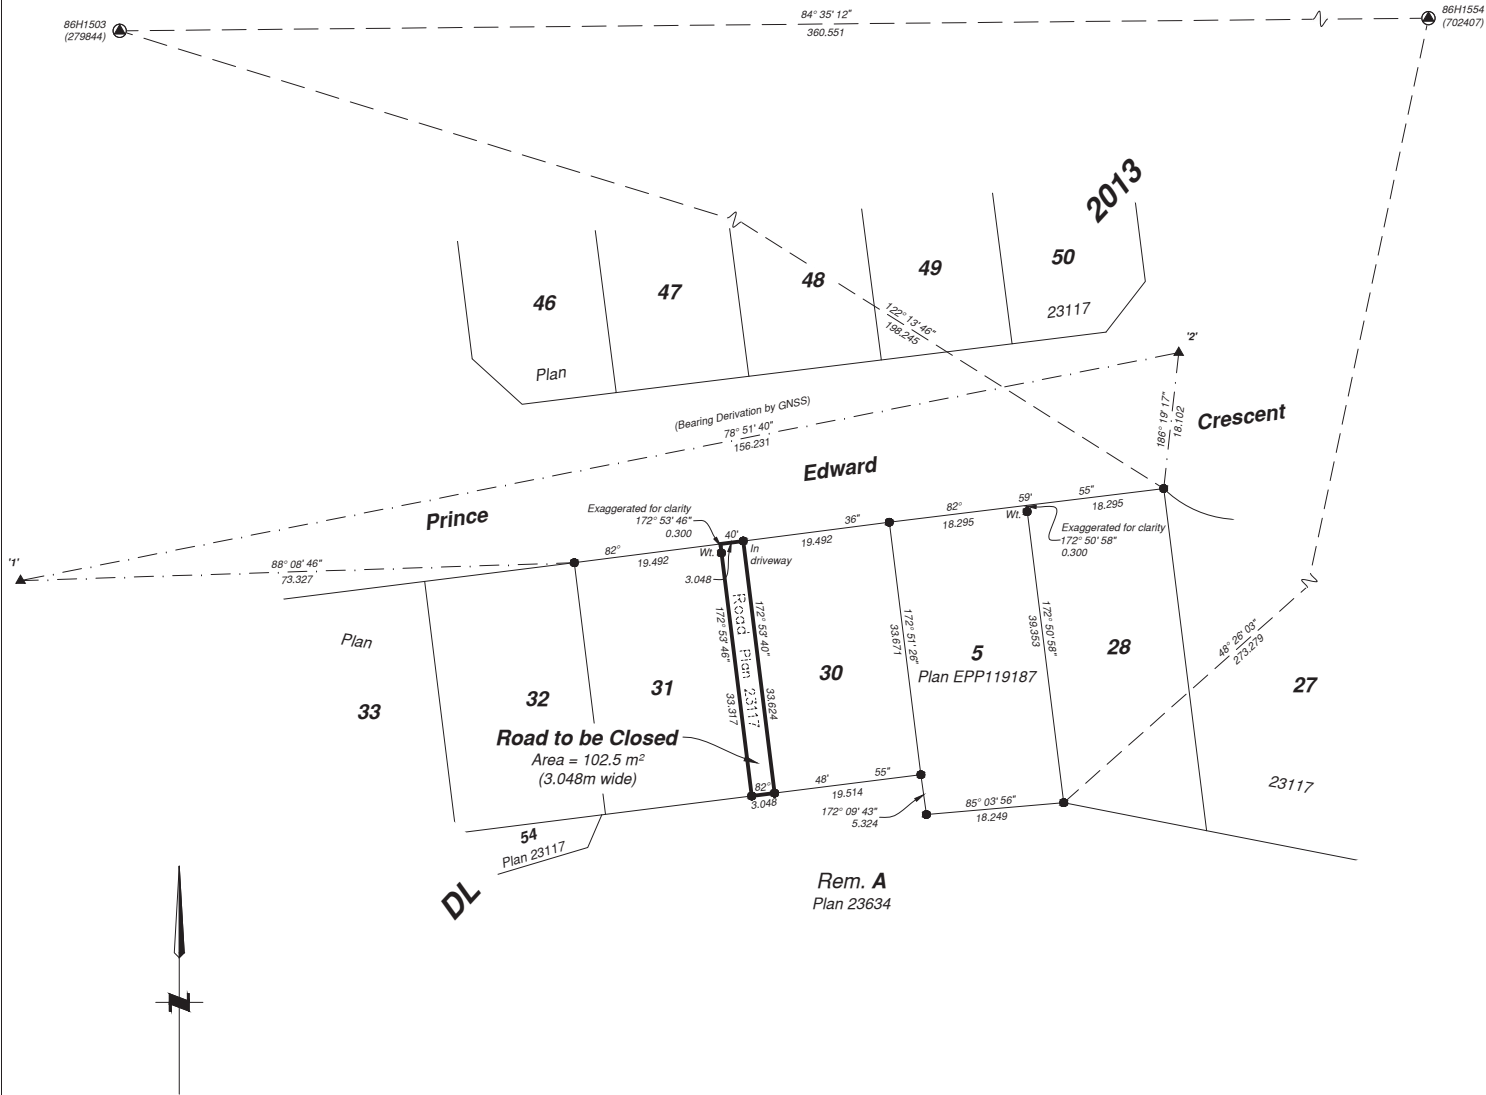 86H1503
(279844)
84° 35' 12"
360.551
86H1554
(702407)
2013
46
47
48
49
50
23117
Plan
122° 13' 46"
198.245
'2'
186° 19' 17"
18.102
Crescent
(Bearing Derivation by GNSS)
78° 51' 40"
156.231
Edward
Prince
'1'
88° 08' 46"
73.327
Exaggerated for clarity
172° 53' 46"
0.300
82°
19.492
Wt.
40'
In
driveway
3.048
36"
19.492
82°
18.295
59'
Wt.
55"
18.295
Exaggerated for clarity
172° 50' 58"
0.300
Plan
33
32
31
172° 53' 46"
33.317
Road Plan 23117
172° 53' 40"
33.624
30
172° 51' 26"
33.671
5
Plan EPP119187
172° 50' 58"
39.353
28
48° 26' 03"
273.279
27
23117
Road to be Closed
Area = 102.5 m²
(3.048m wide)
82°
3.048
48'
55"
19.514
172° 09' 43"
5.324
85° 03' 56"
18.249
54
Plan 23117
DL
Rem. A
Plan 23634
N